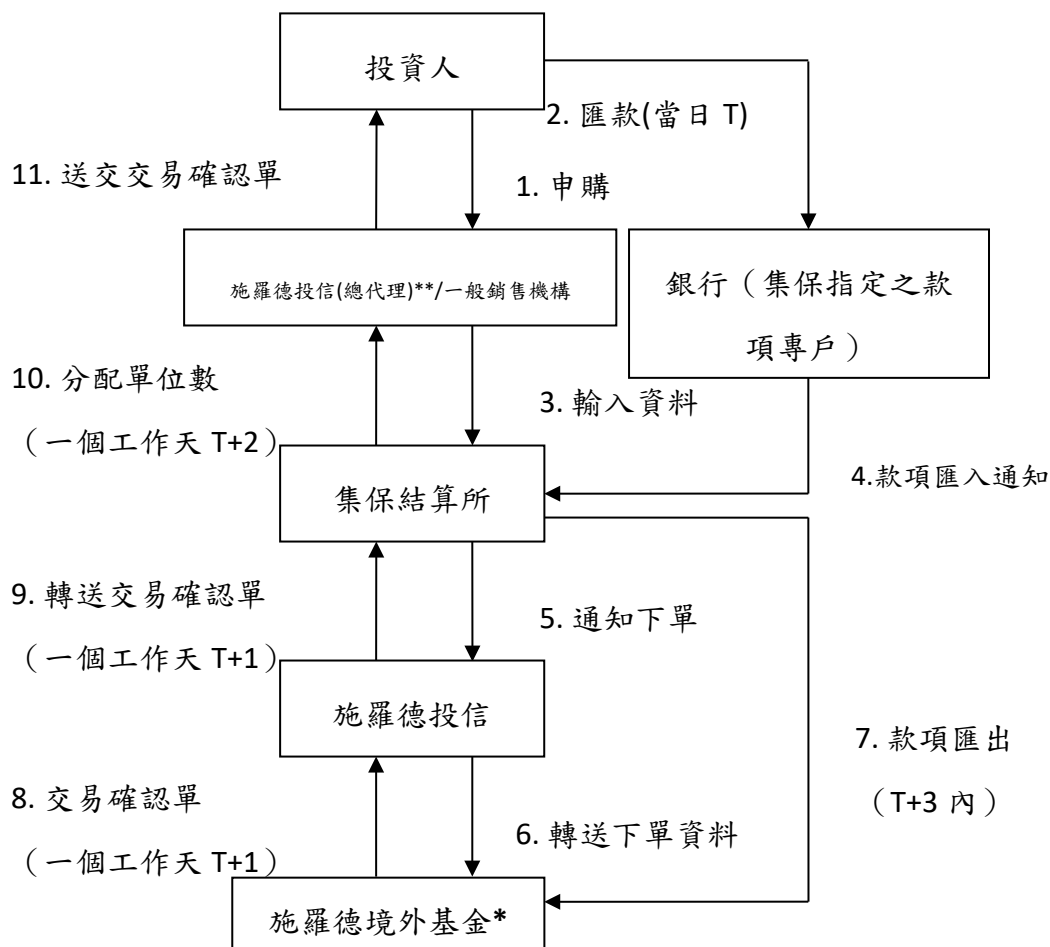 投資人
2. 匯款(當日 T)
11. 送交交易確認單
1. 申購
施羅德投信(總代理)**/一般銷售機構
銀行（集保指定之款
項專戶）
10. 分配單位數
（一個工作天 T+2）
3. 輸入資料
4.款項匯入通知
集保結算所
9. 轉送交易確認單
（一個工作天 T+1）
5. 通知下單
施羅德投信
7. 款項匯出
（T+3 內）
8. 交易確認單
（一個工作天 T+1）
6. 轉送下單資料
施羅德境外基金*